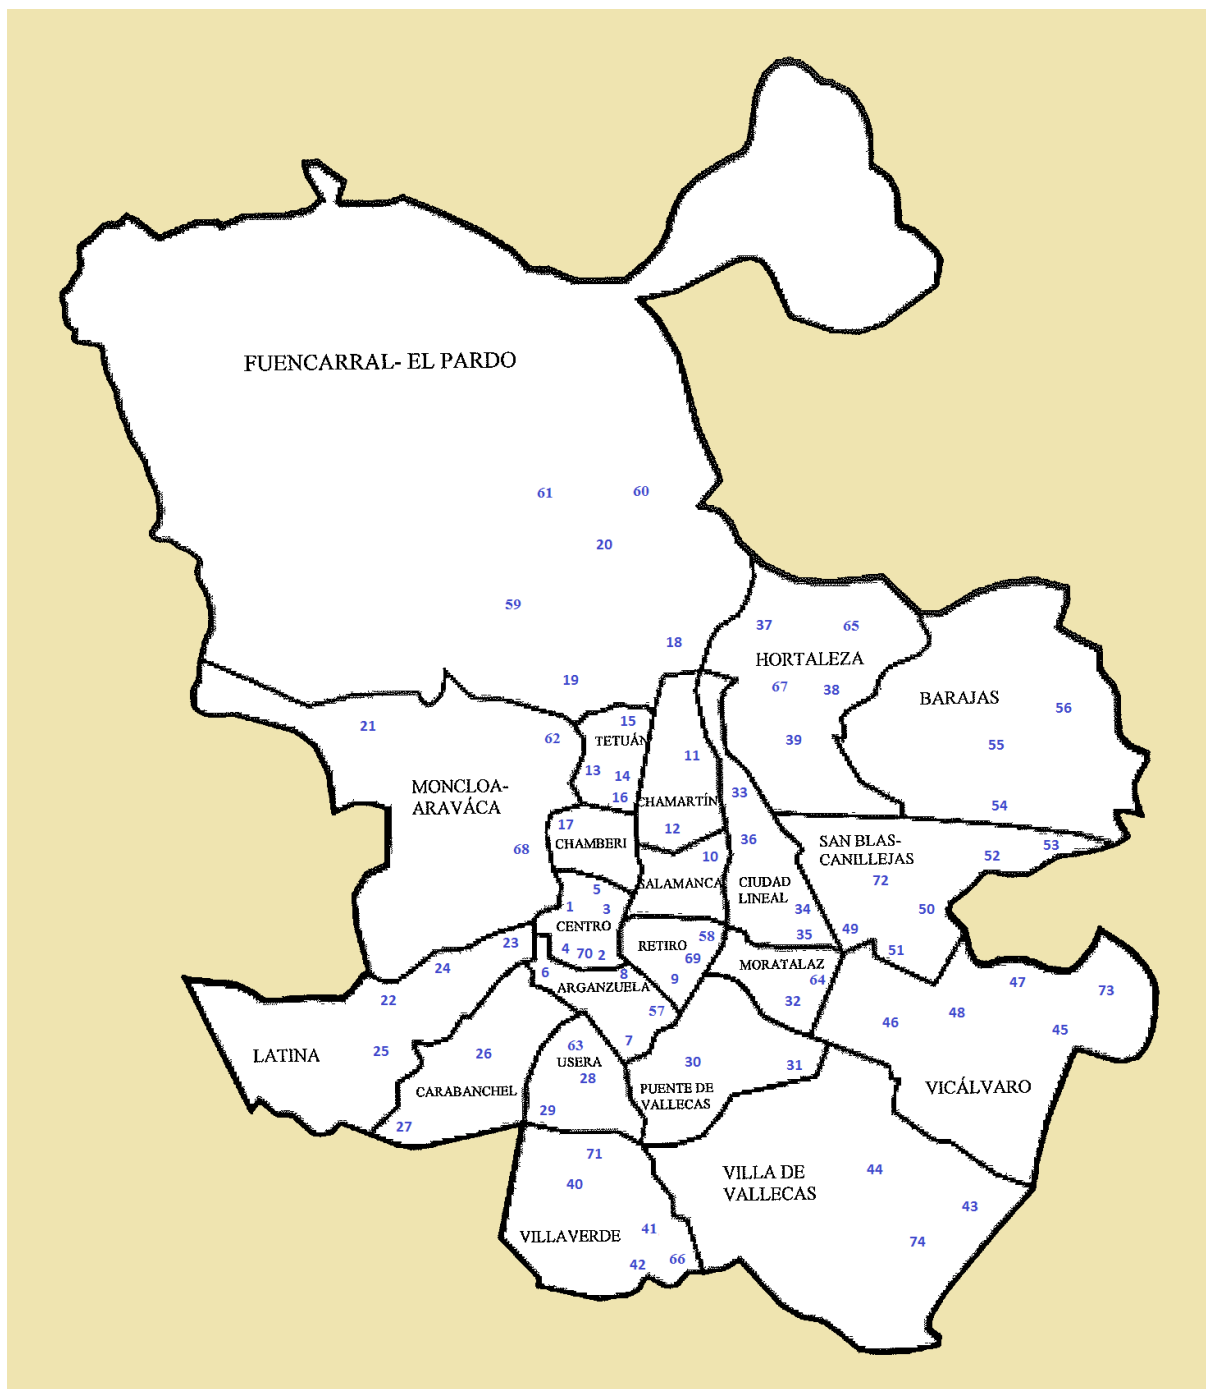 FUENCARRAL- EL PARDO
61
60
20
59
18
19
37
65
HORTALEZA
67
38
39
BARAJAS
56
55
54
21
62
MONCLOA-
ARAVÁCA
68
15
TETUÁN
13
14
16
11
CHAMARTÍN
12
33
36
17
CHAMBERI
10
SALAMANCA
CIUDAD
LINEAL
34
35
SAN BLAS-
CANILLEJAS
72
53
52
50
49
51
5
1
3
CENTRO
4
70
2
58
RETIRO
69
9
MORATALAZ
64
32
23
24
22
25
LATINA
6
8
ARGANZUELA
57
7
26
CARABANCHEL
27
63
USERA
28
29
30
31
PUENTE DE
VALLECAS
47
73
48
46
45
VICÁLVARO
71
40
41
VILLAVERDE
42
66
44
VILLA DE
VALLECAS
43
74